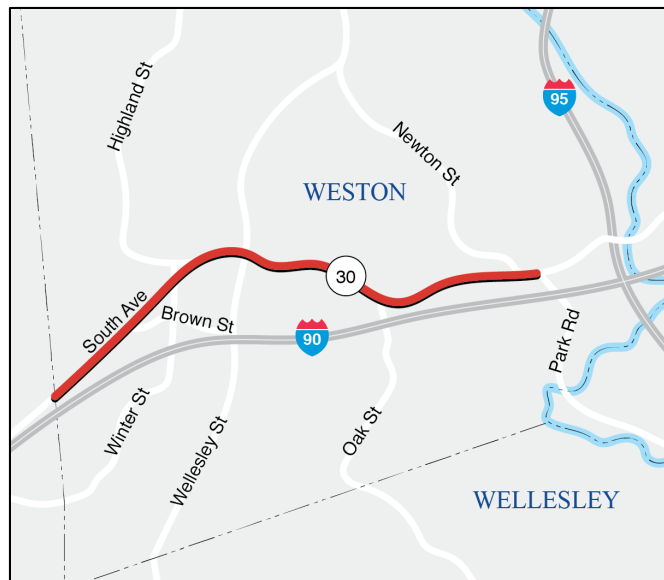 Highland St
95
Newton St
WESTON
30
South Ave
Brown St
90
Park Rd
Winter St
Wellesley St
Oak St
WELLESLEY